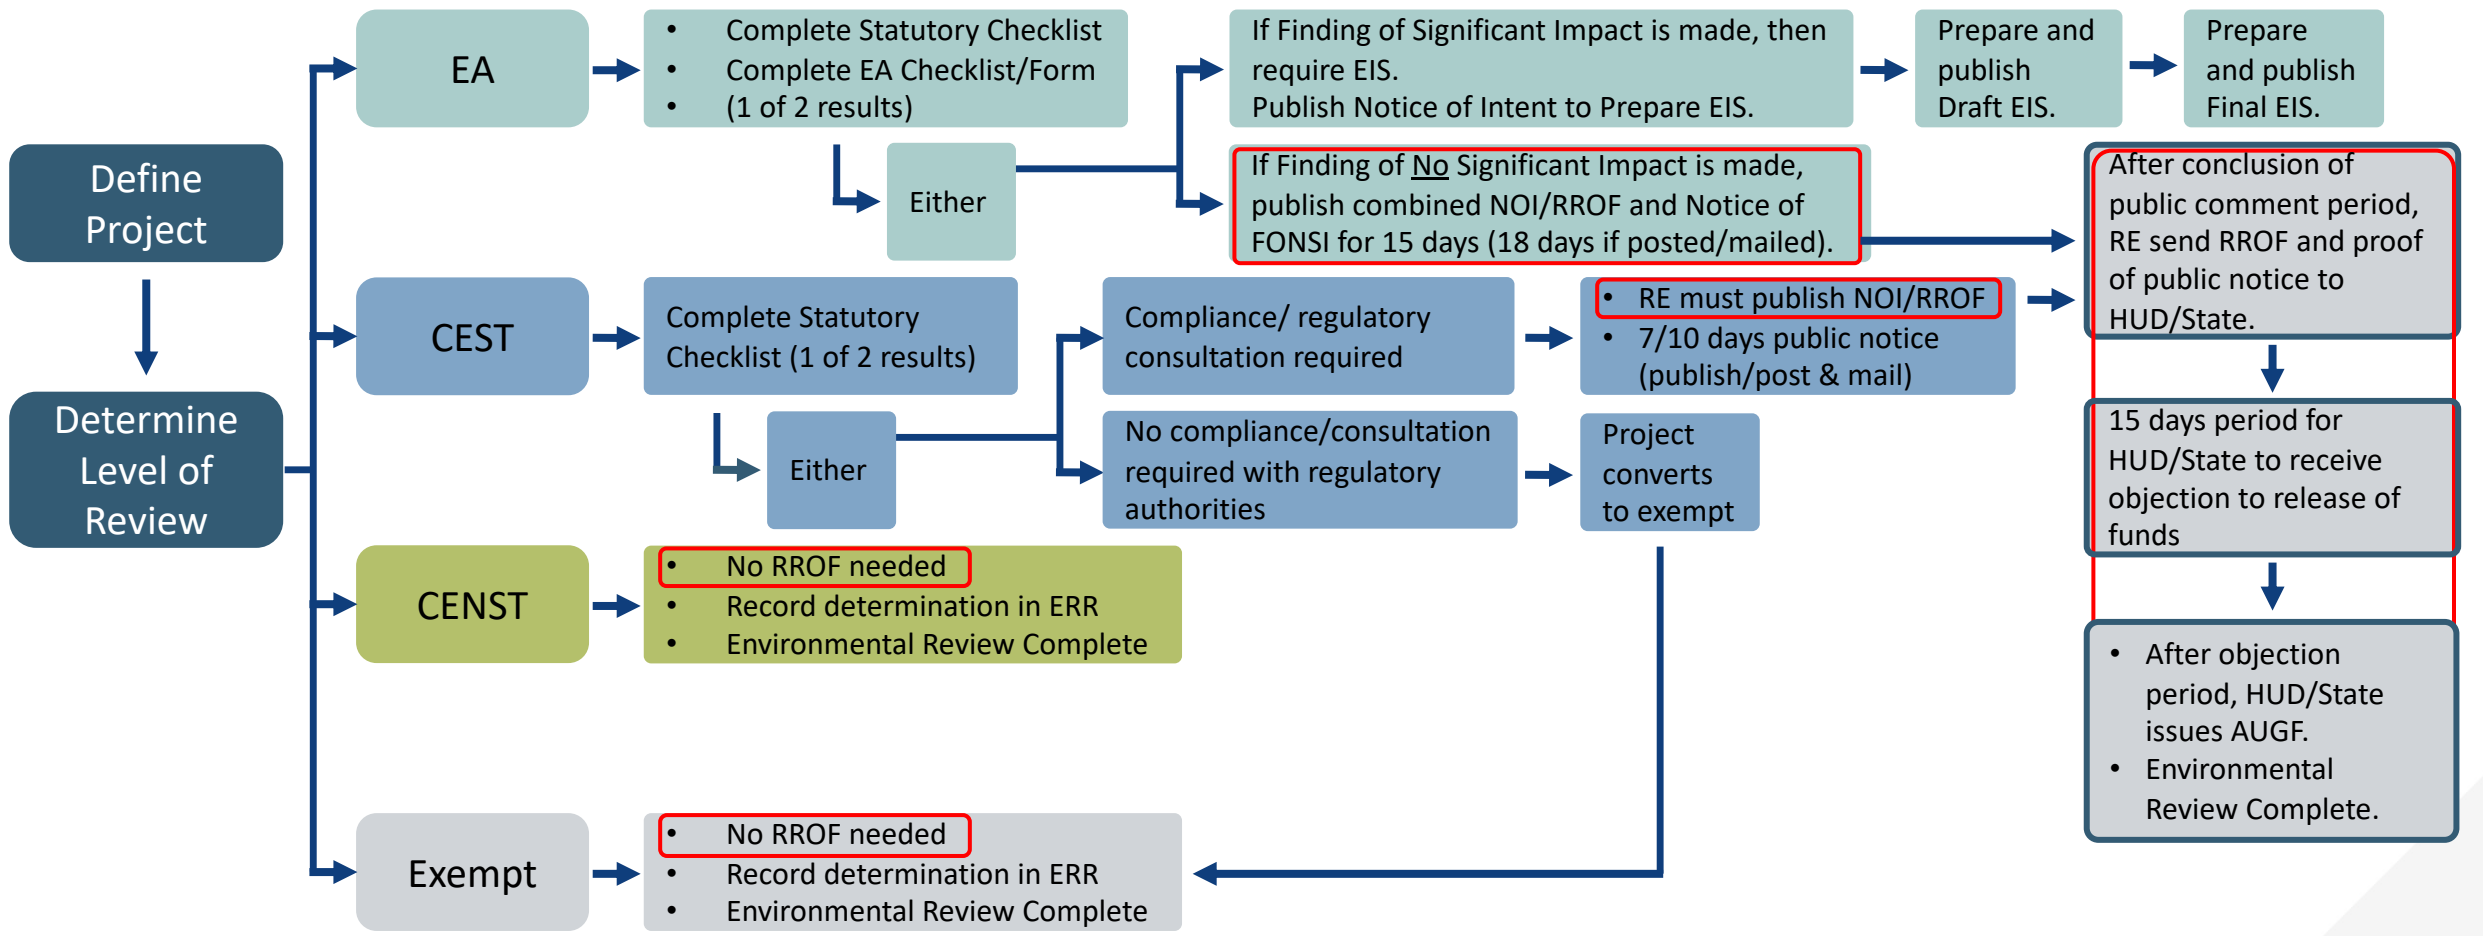 Define
Project
Determine
Level of
Review
EA
• Complete Statutory Checklist
• Complete EA Checklist/Form
• (1 of 2 results)
Either
If Finding of Significant Impact is made, then
require EIS.
Publish Notice of Intent to Prepare EIS.
Prepare and
publish
Draft EIS.
Prepare
and publish
Final EIS.
If Finding of No Significant Impact is made,
publish combined NOI/RROF and Notice of
FONSI for 15 days (18 days if posted/mailed).
CEST
Complete Statutory
Checklist (1 of 2 results)
Either
Compliance/ regulatory
consultation required
• RE must publish NOI/RROF
• 7/10 days public notice
(publish/post & mail)
No compliance/consultation
required with regulatory
authorities
Project
converts
to exempt
CENST
• No RROF needed
• Record determination in ERR
• Environmental Review Complete
Exempt
• No RROF needed
• Record determination in ERR
• Environmental Review Complete
After conclusion of
public comment period,
RE send RROF and proof
of public notice to
HUD/State.
15 days period for
HUD/State to receive
objection to release of
funds
• After objection
period, HUD/State
issues AUGF.
• Environmental
Review Complete.